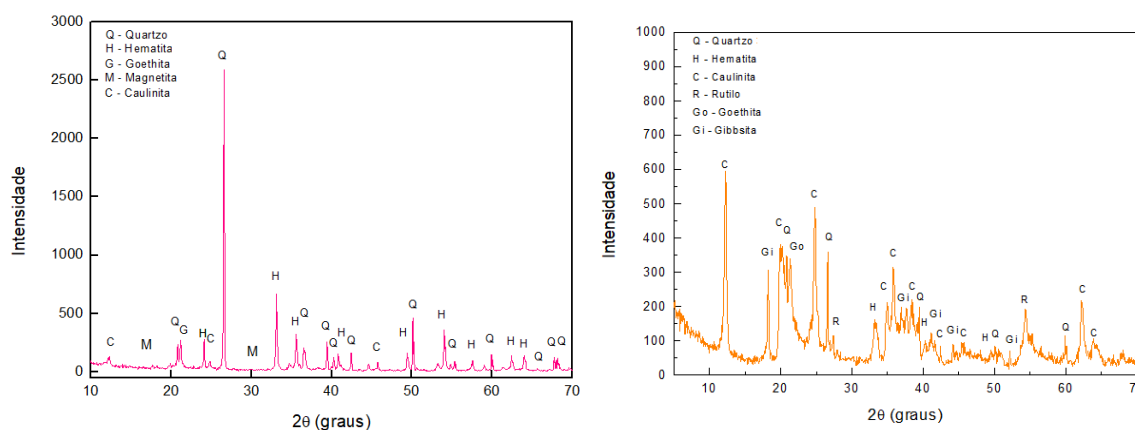 3000
2500
2000
1500
1000
500
0
Intensidade
Q - Quartzo
H - Hematita
G - Goethita
M - Magnetita
C - Caulinita
Q
C
M
Q
G
H
C
M
H
H
Q
Q
Q
H
Q
C
H
Q
H
Q
H
Q
H
H
Q
Q
Q
10 20 30 40 50 60 70
2θ (graus)
1000
900
800
700
600
500
400
300
200
100
0
Intensidade
Q - Quartzo
H - Hematita
C - Caulinita
R - Rutilo
Go - Goethita
Gi - Gibbsita
C
Gi
C
Q
Go
C
Q
R
H
C
C
Gi
C
Q
H
Gi
C
Gi
C
H
Q
Gi
R
Q
C
C
10 20 30 40 50 60 70
2θ (graus)